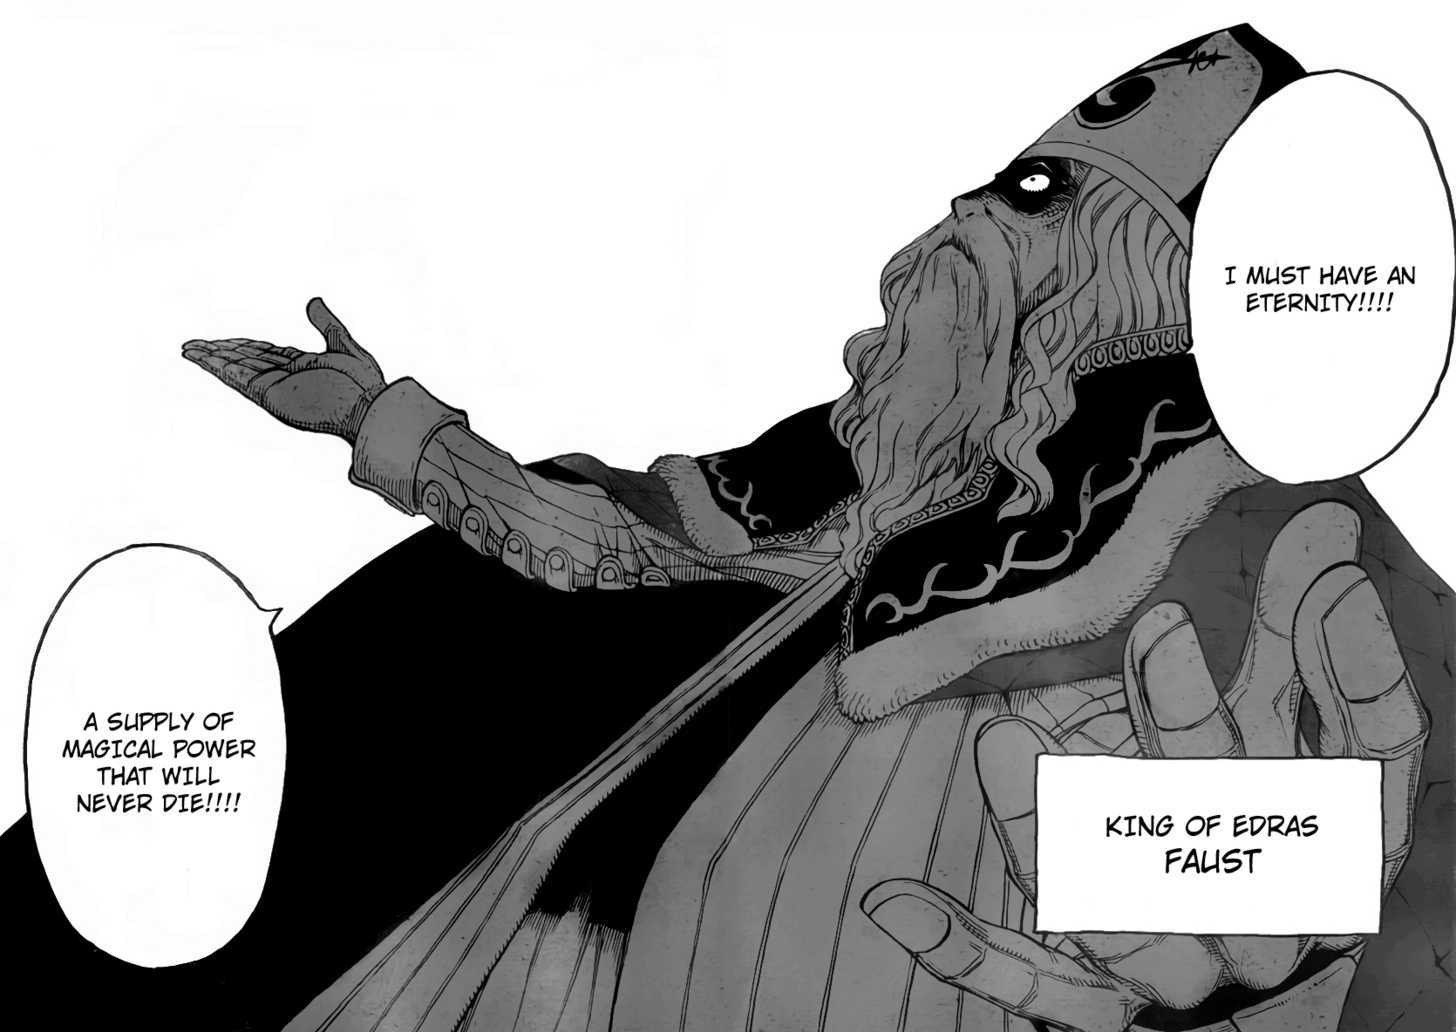 I MUST HAVE AN
ETERNITY!!!!
A SUPPLY OF
MAGICAL POWER
THAT WILL
NEVER DIE!!!!
KING OF EDRAS
FAUST